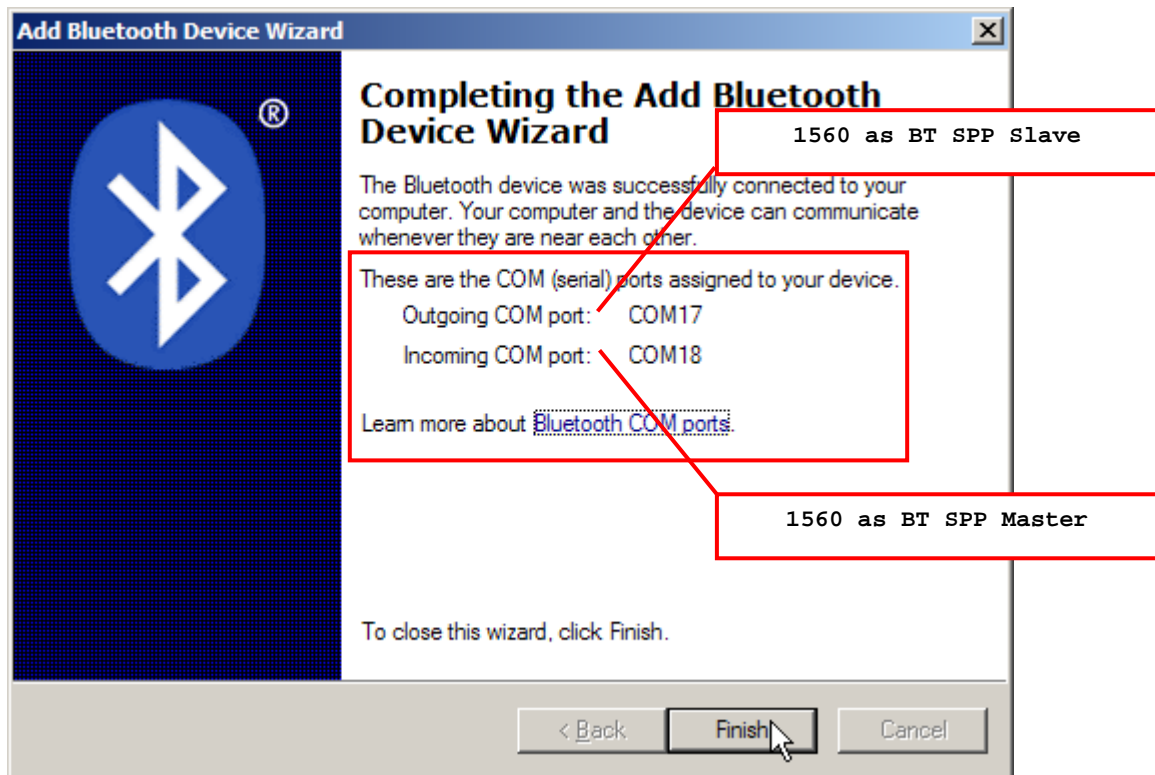 Add Bluetooth Device Wizard
®
Completing the Add Bluetooth
Device Wizard
1560 as BT SPP Slave
The Bluetooth device was successfully connected to your
computer. Your computer and the device can communicate
whenever they are near each other.
These are the COM (serial) ports assigned to your device.
Outgoing COM port: COM17
Incoming COM port: COM18
Learn more about Bluetooth COM ports.
1560 as BT SPP Master
To close this wizard, click Finish.
< Back Finish Cancel